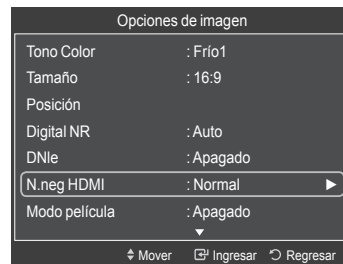 Opciones de imagen
Tono Color : Frío1
Tamaño : 16:9
Posición
Digital NR : Auto
DNIe : Apagado
N.neg HDMI : Normal ►
Modo película : Apagado
▼
Mover Ingresar Regresar